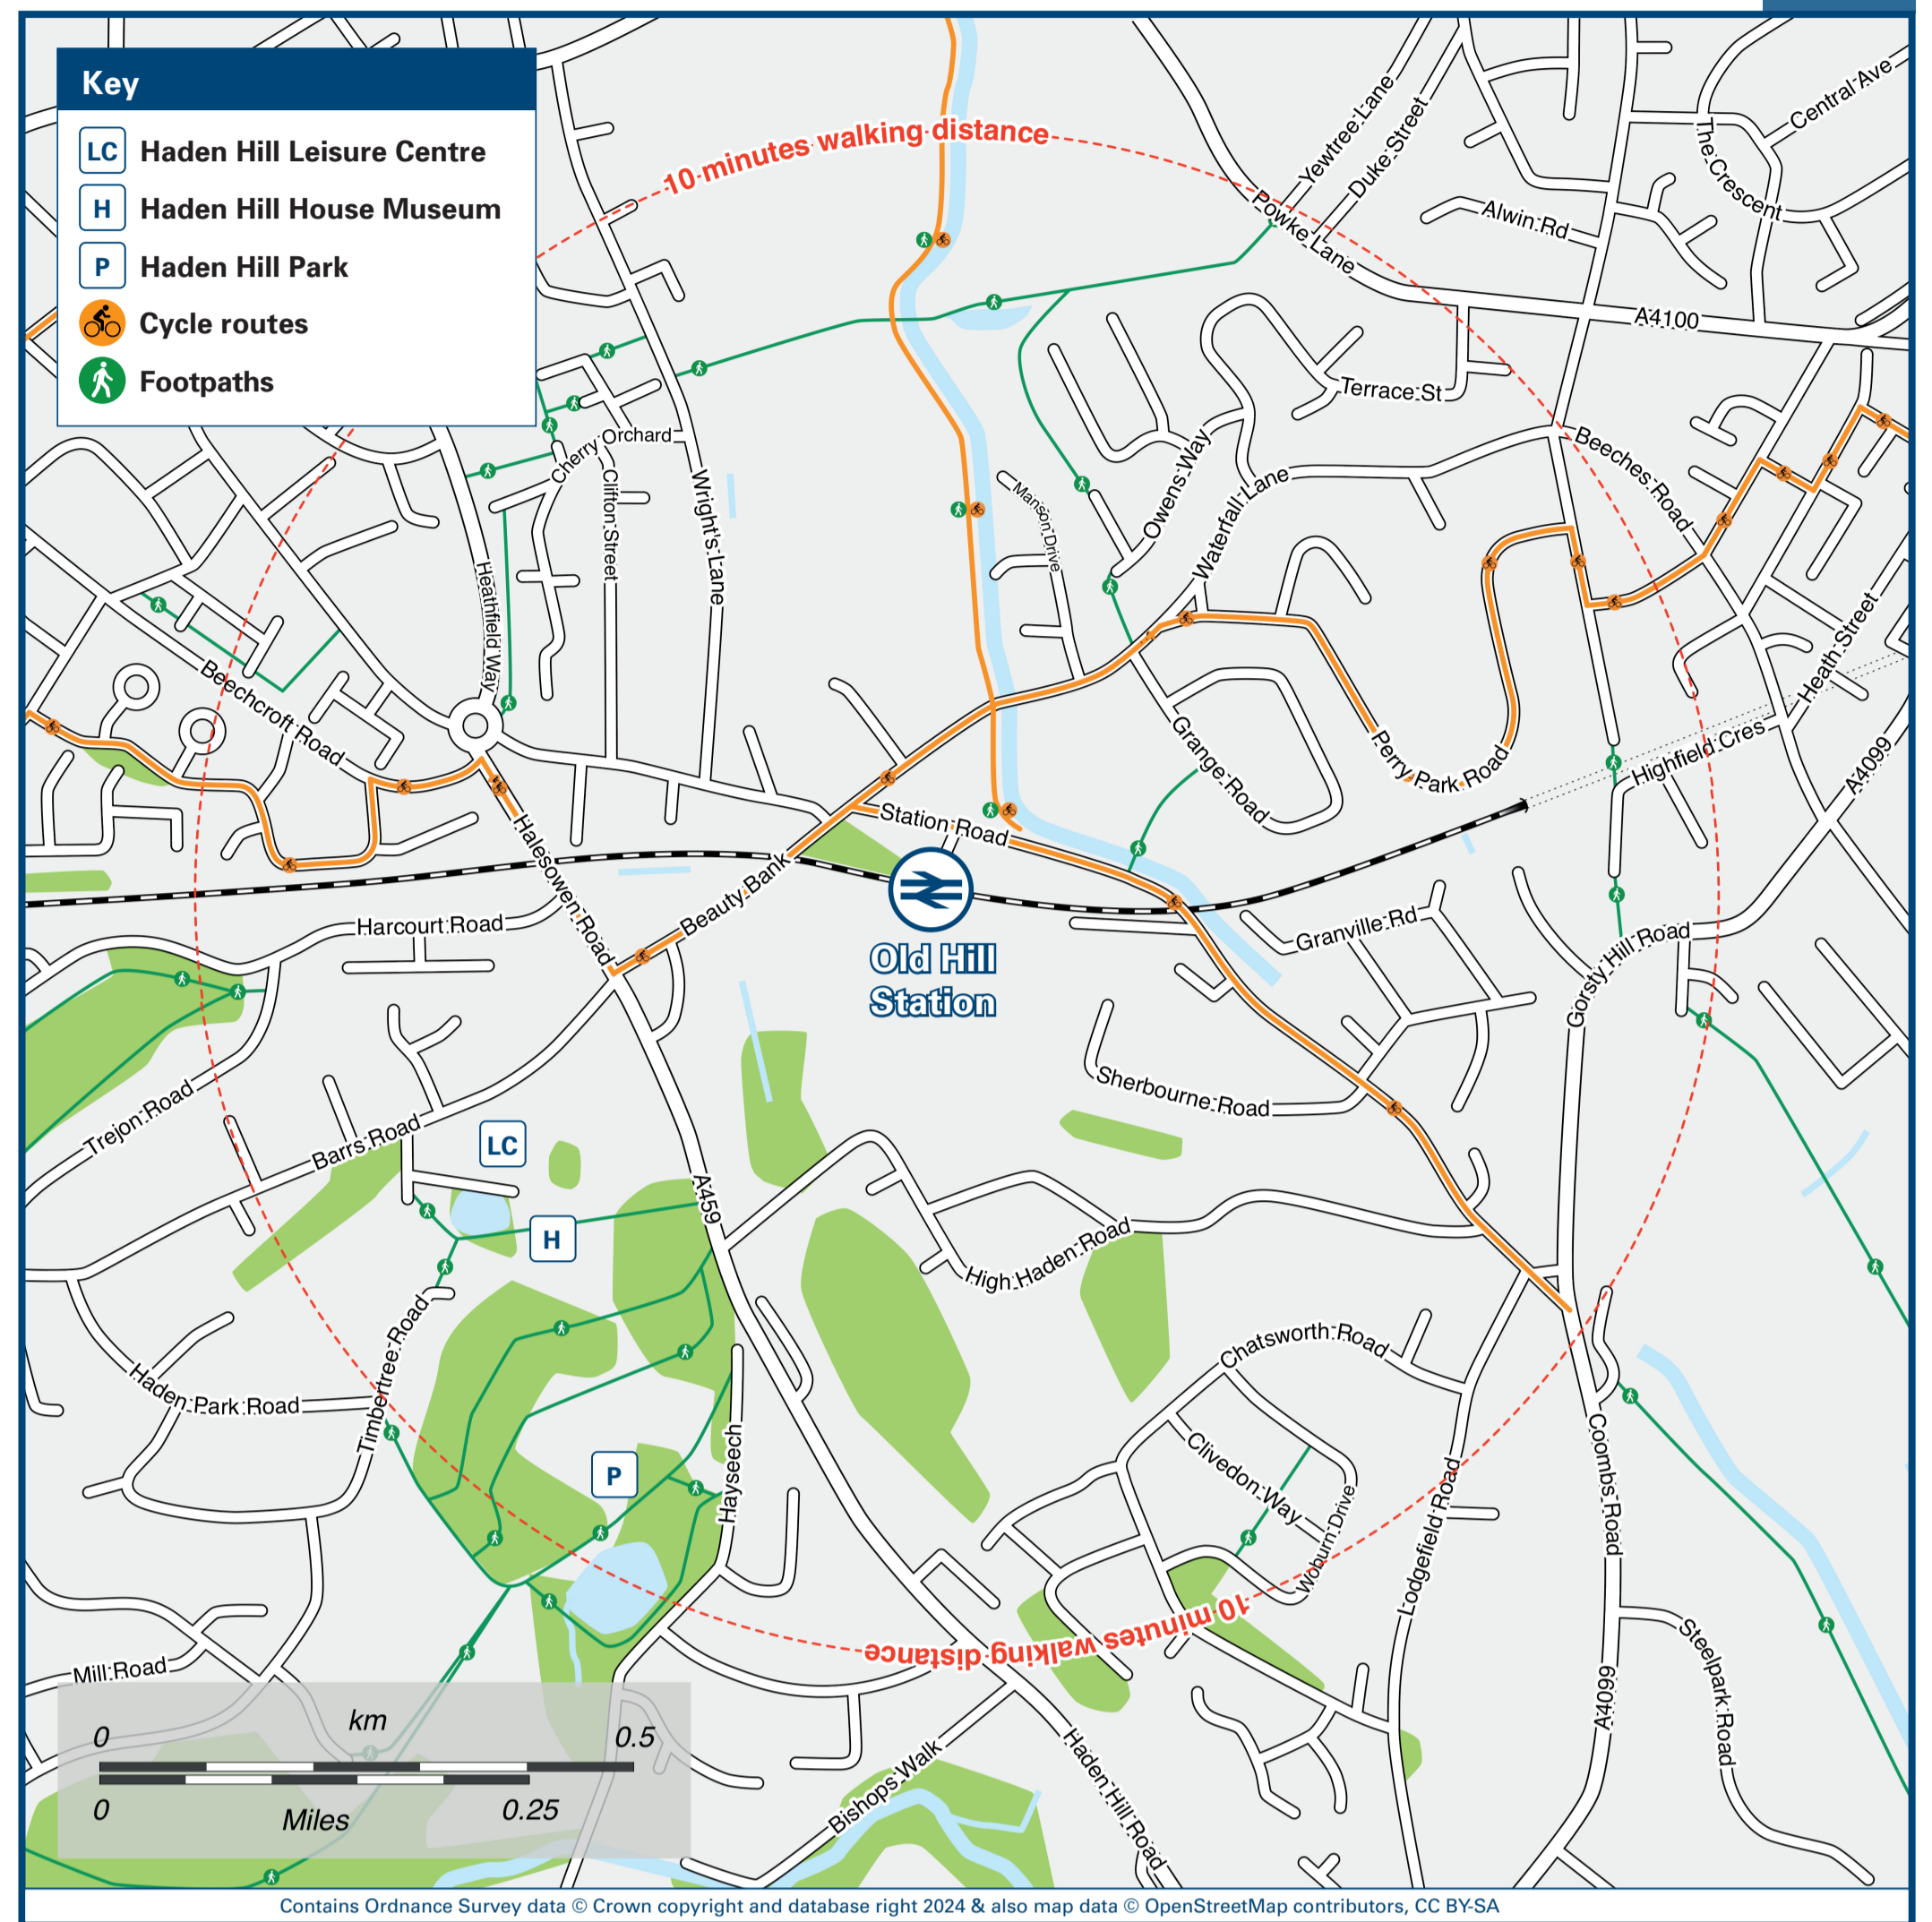 Key
LC Haden Hill Leisure Centre
H Haden Hill House Museum
P Haden Hill Park
Cycle routes
Footpaths
10 minutes walking distance
Yewtree Lane
Duke Street
Powke Lane
Alwin Rd
The Crescent
Central Ave
A4100
Terrace St
Beeches Road
Cherry Orchard
Clifton Street
Wright's Lane
Heathfield Way
Manson Drive
Owens Way
Waterfall Lane
Heath Street
Beechcroft Road
Grange Road
Perry Park Road
Highfield Cres
A4099
Station Road
Halesowen Road
Beauty Bank
Harcourt Road
Old Hill
Station
Granville Rd
Gorsty Hill Road
Trejon Road
Barrs Road
LC
Sherbourne Road
A459
H
High Haden Road
Timbertree Road
Haden Park Road
Chatsworth Road
P
Hayseech
Clivedon Way
Woburn Drive
Lodgefield Road
Coombs Road
10 minutes walking distance
Mill Road
Steelpark Road
A4099
Haden Hill Road
Bishops Walk
0 km 0.5
0 Miles 0.25
Contains Ordnance Survey data © Crown copyright and database right 2024 & also map data © OpenStreetMap contributors, CC BY-SA